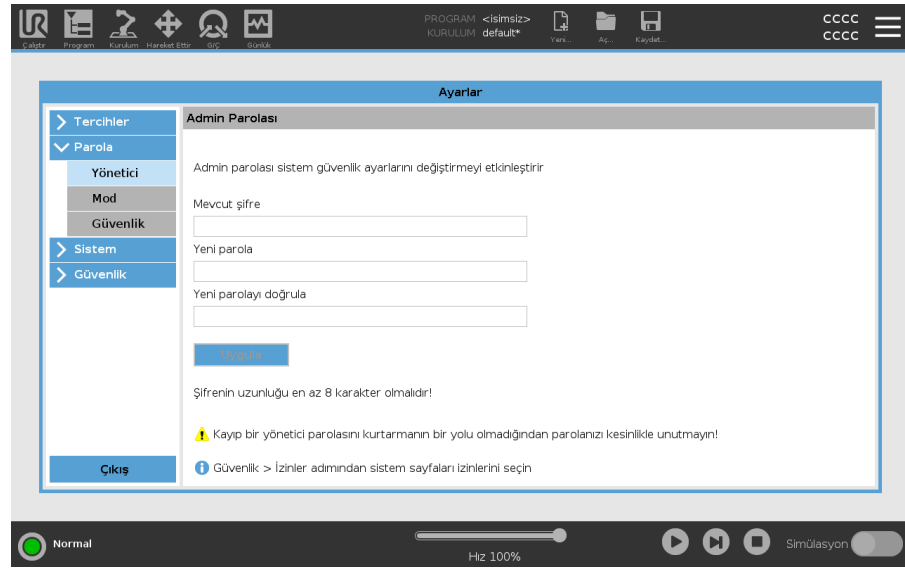 PROGRAM <isimsiz>
KURULUM default*
cccc
cccc
Çalıştır Program Kurulum Hareket Ettir G/Ç Günlük Yeni... Aç... Kaydet...
Ayarlar
Tercihler
Parola
Yönetici
Mod
Güvenlik
Sistem
Güvenlik
Çıkış
Admin Parolası
Admin parolası sistem güvenlik ayarlarını değiştirmeyi etkinleştirir
Mevcut şifre
Yeni parola
Yeni parolayı doğrula
Uygula
Şifrenin uzunluğu en az 8 karakter olmalıdır!
Kayıp bir yönetici parolasını kurtarmanın bir yolu olmadığından parolanızı kesinlikle unutmayın!
Güvenlik > İzinler adımından sistem sayfaları izinlerini seçin
Normal
Hız 100%
Simülasyon